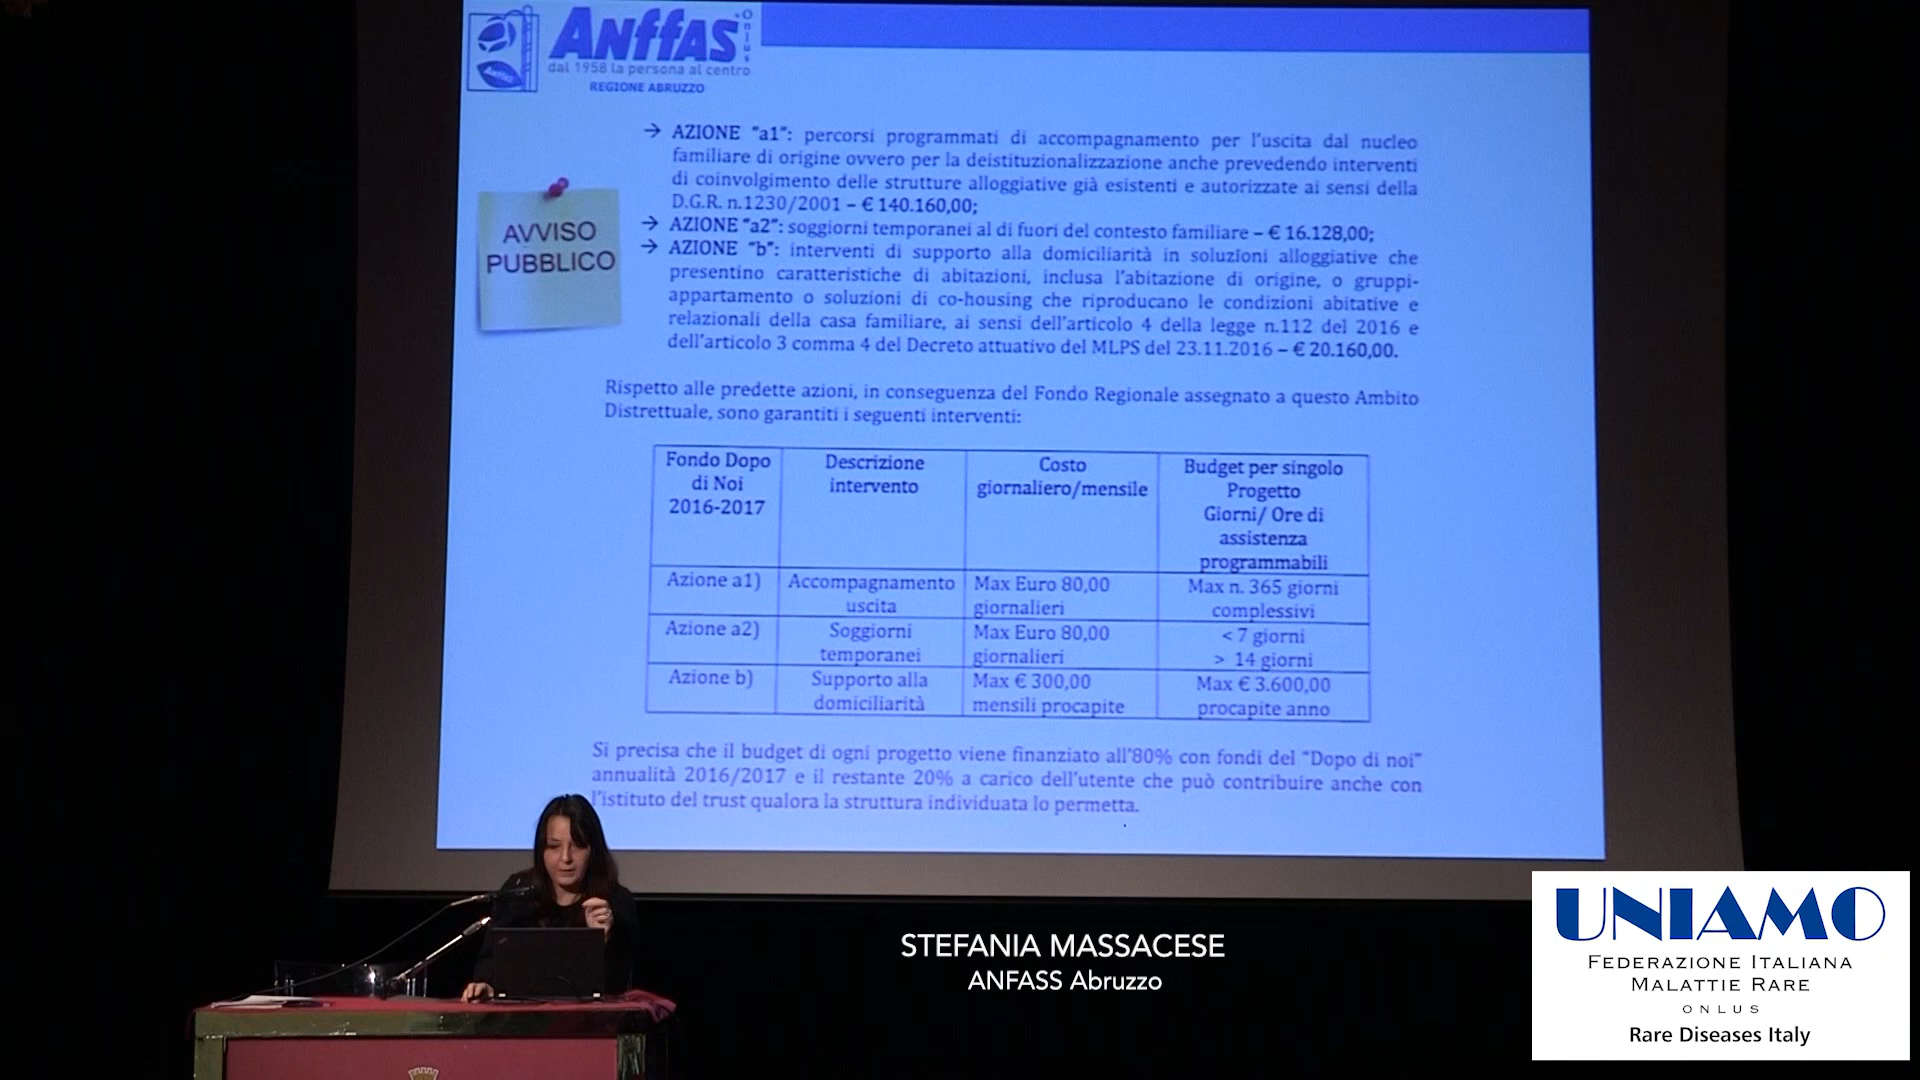 ANffAS
Onlus
dal 1958 la persona al centro
REGIONE ABRUZZO
→ AZIONE "a1": percorsi programmati di accompagnamento per l'uscita dal nucleo
familiare di origine ovvero per la deistituzionalizzazione anche prevedendo interventi
di coinvolgimento delle strutture alloggiative già esistenti e autorizzate ai sensi della
D.G.R. n.1230/2001 – € 140.160,00;
→ AZIONE "a2": soggiorni temporanei al di fuori del contesto familiare – € 16.128,00;
→ AZIONE "b": interventi di supporto alla domiciliarità in soluzioni alloggiative che
presentino caratteristiche di abitazioni, inclusa l'abitazione di origine, o gruppi-
appartamento o soluzioni di co-housing che riproducano le condizioni abitative e
relazionali della casa familiare, ai sensi dell'articolo 4 della legge n.112 del 2016 e
dell'articolo 3 comma 4 del Decreto attuativo del MLPS del 23.11.2016 – € 20.160,00.
AVVISO
PUBBLICO
Rispetto alle predette azioni, in conseguenza del Fondo Regionale assegnato a questo Ambito
Distrettuale, sono garantiti i seguenti interventi:
Fondo Dopo
di Noi
2016-2017
Descrizione
intervento
Costo
giornaliero/mensile
Budget per singolo
Progetto
Giorni/ Ore di
assistenza
programmabili
Azione a1)
Accompagnamento
uscita
Max Euro 80,00
giornalieri
Max n. 365 giorni
complessivi
Azione a2)
Soggiorni
temporanei
Max Euro 80,00
giornalieri
< 7 giorni
> 14 giorni
Azione b)
Supporto alla
domiciliarità
Max € 300,00
mensili procapite
Max € 3.600,00
procapite anno
Si precisa che il budget di ogni progetto viene finanziato all'80% con fondi del "Dopo di noi"
annualità 2016/2017 e il restante 20% a carico dell'utente che può contribuire anche con
l'istituto del trust qualora la struttura individuata lo permetta.
STEFANIA MASSACESE
ANFASS Abruzzo
UNIAMO
FEDERAZIONE ITALIANA
MALATTIE RARE
ONLUS
Rare Diseases Italy